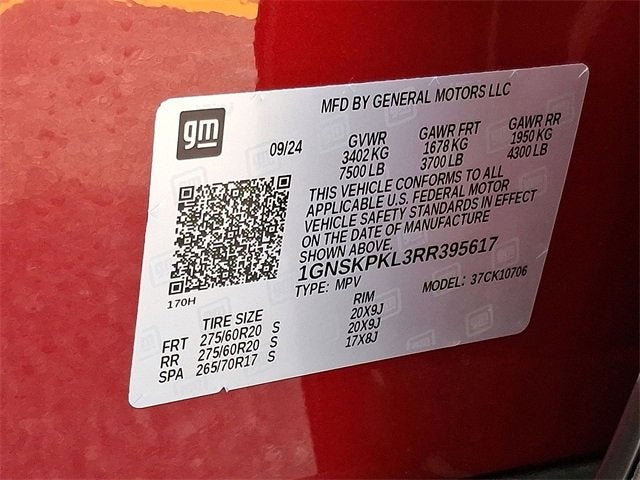 MFD BY GENERAL MOTORS LLC
gm
09/24
GVWR GAWR FRT GAWR RR
3402 KG 1678 KG 1950 KG
7500 LB 3700 LB 4300 LB
THIS VEHICLE CONFORMS TO ALL
APPLICABLE U.S. FEDERAL MOTOR
VEHICLE SAFETY STANDARDS IN EFFECT
ON THE DATE OF MANUFACTURE
SHOWN ABOVE.
1GNSKPKL3RR395617
TYPE: MPV MODEL: 37CK10706
170H
TIRE SIZE RIM
FRT 275/60R20 S 20X9J
RR 275/60R20 S 20X9J
SPA 265/70R17 S 17X8J